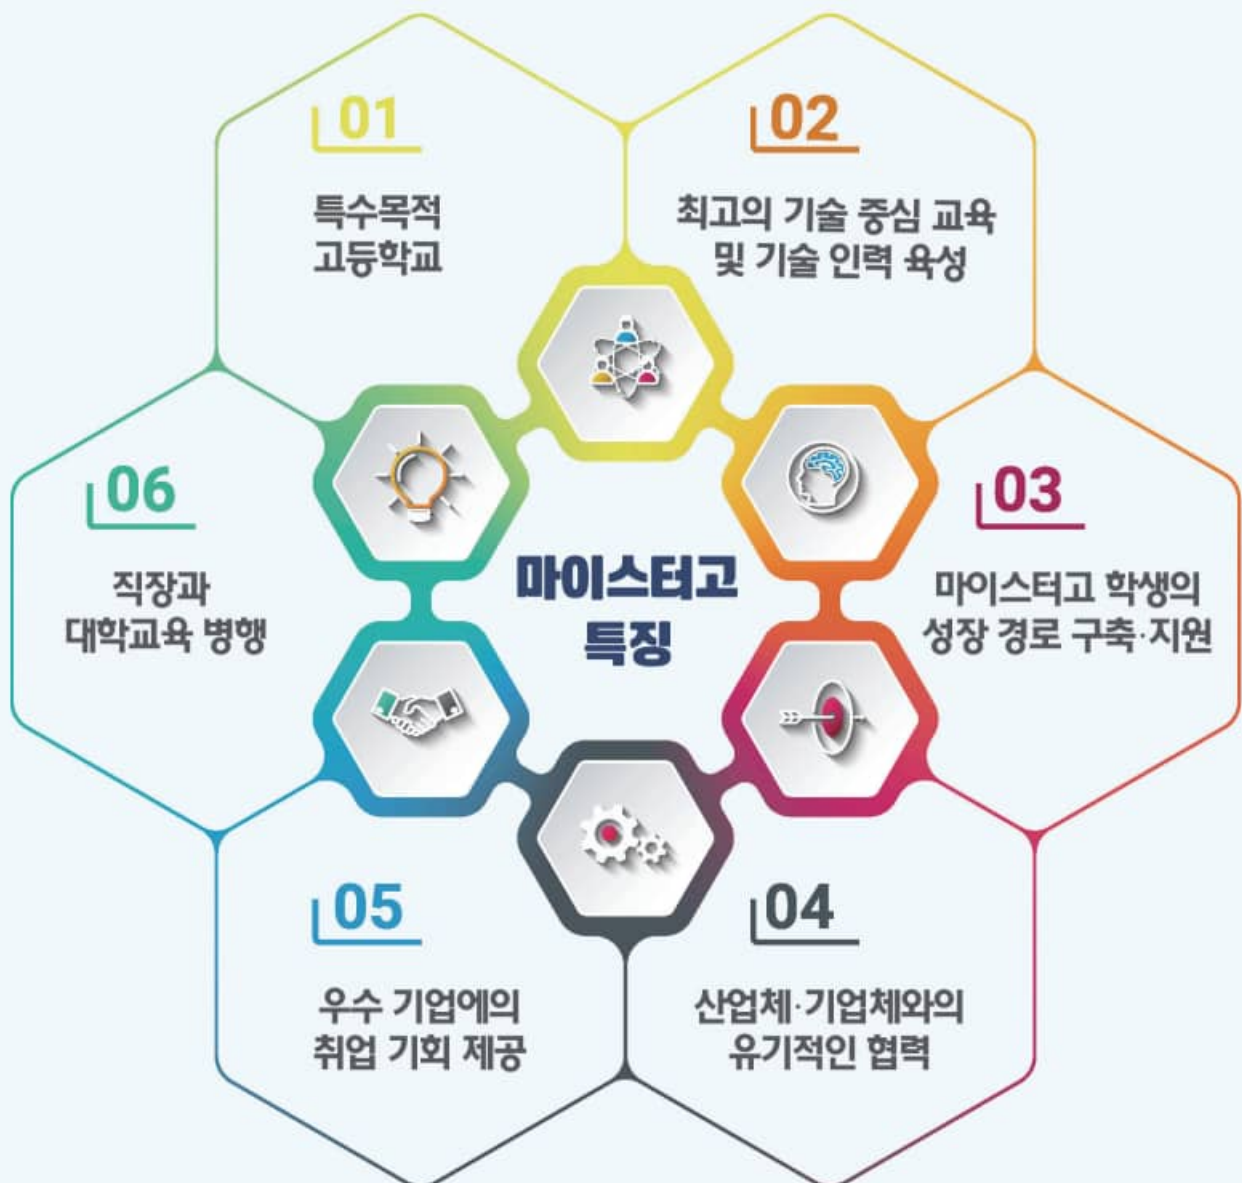 01
특수목적
고등학교
02
최고의 기술 중심 교육
및 기술 인력 육성
03
마이스터고 학생의
성장 경로 구축·지원
04
산업체·기업체와의
유기적인 협력
05
우수 기업에의
취업 기회 제공
06
직장과
대학교육 병행
마이스터고
특징